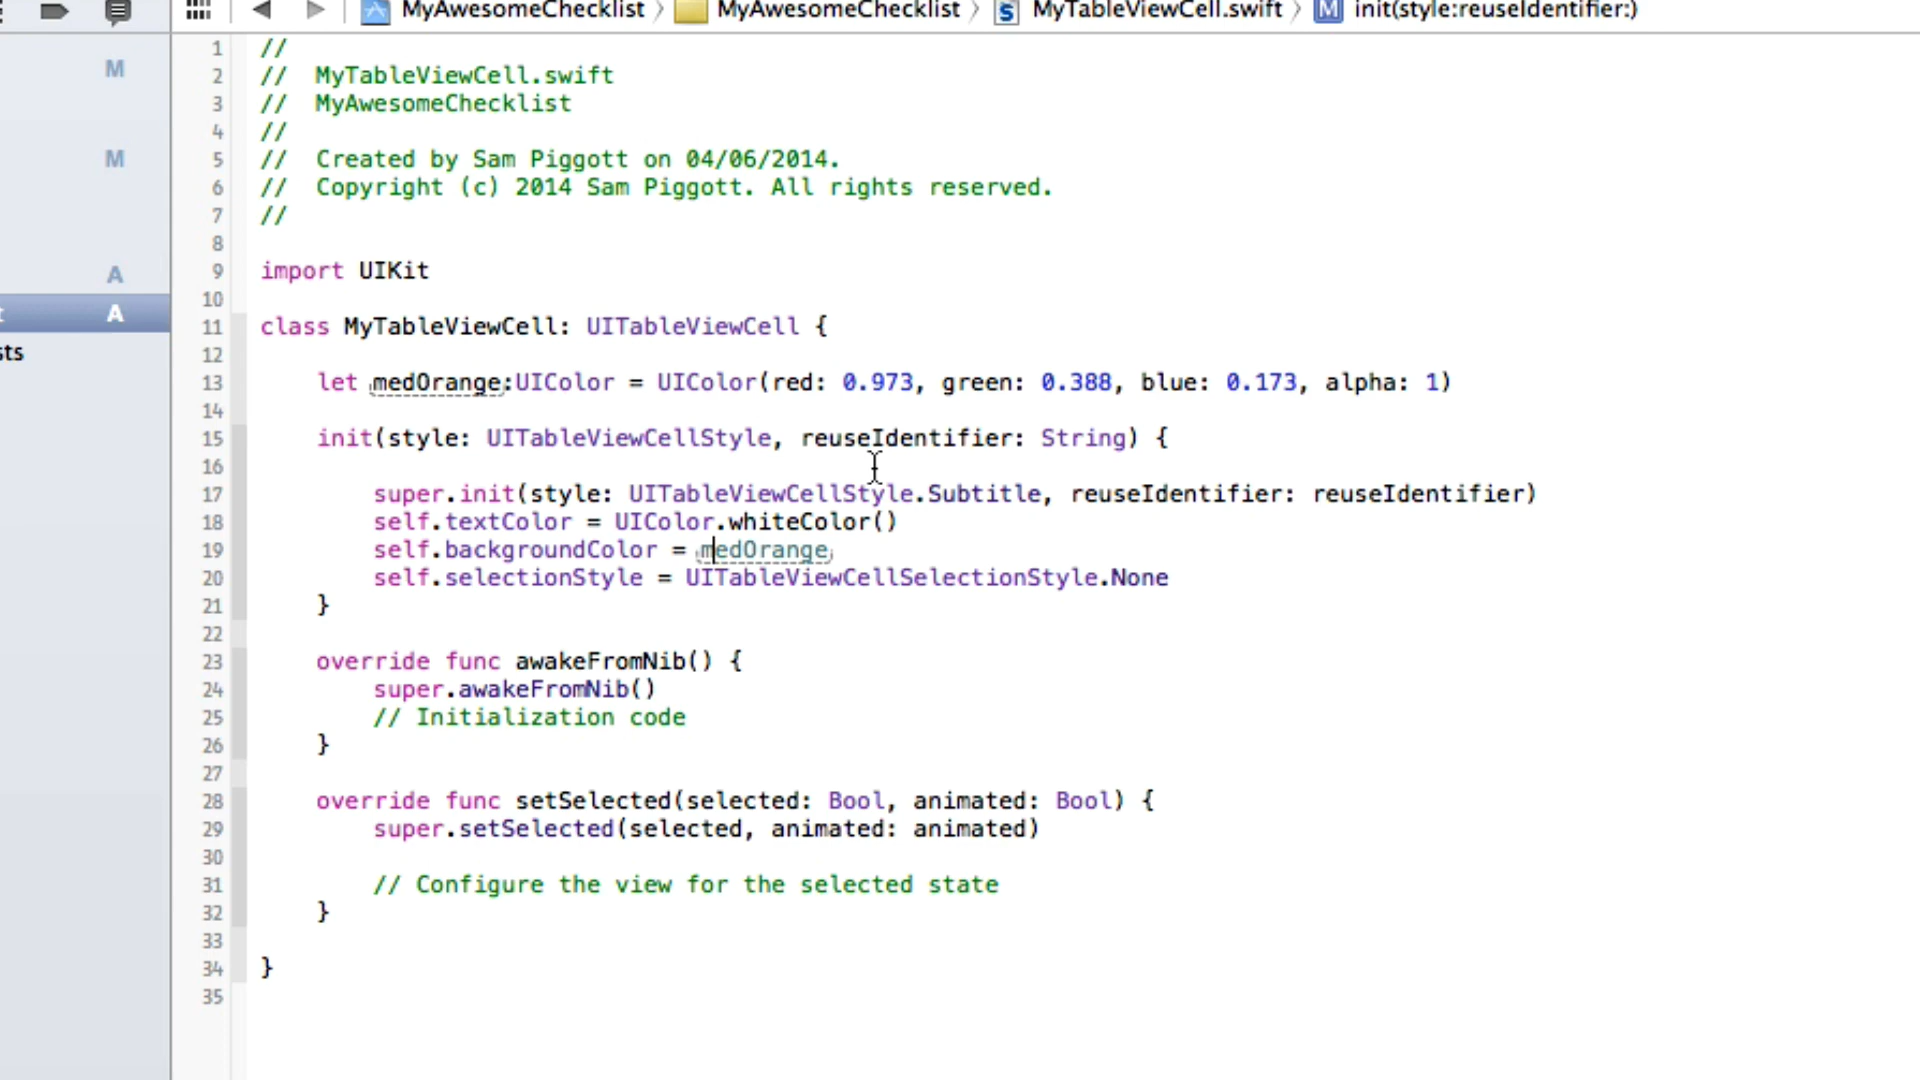 MyAwesomeChecklist MyAwesomeChecklist MyTableViewCell.swift M init(style:reuseIdentifier:)
M
M
A
t A
sts
1 //
2 // MyTableViewCell.swift
3 // MyAwesomeChecklist
4 //
5 // Created by Sam Piggott on 04/06/2014.
6 // Copyright (c) 2014 Sam Piggott. All rights reserved.
7 //
8
9 import UIKit
10
11 class MyTableViewCell: UITableViewCell {
12
13 let medOrange:UIColor = UIColor(red: 0.973, green: 0.388, blue: 0.173, alpha: 1)
14
15 init(style: UITableViewCellStyle, reuseIdentifier: String) {
16
17 super.init(style: UITableViewCellStyle.Subtitle, reuseIdentifier: reuseIdentifier)
18 self.textColor = UIColor.whiteColor()
19 self.backgroundColor = medOrange
20 self.selectionStyle = UITableViewCellSelectionStyle.None
21 }
22
23 override func awakeFromNib() {
24 super.awakeFromNib()
25 // Initialization code
26 }
27
28 override func setSelected(selected: Bool, animated: Bool) {
29 super.setSelected(selected, animated: animated)
30
31 // Configure the view for the selected state
32 }
33
34 }
35